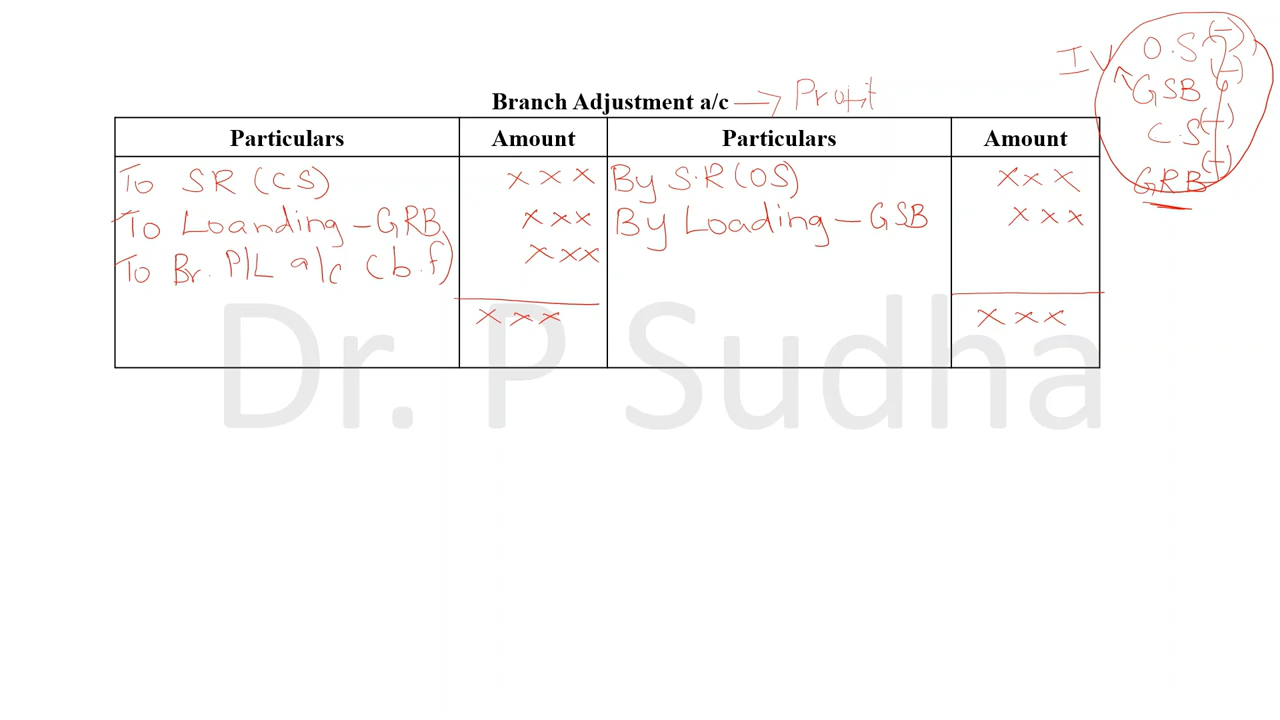 IV O.S (-)
GSB (-)
C.S (-)
GRB (-)
Branch Adjustment a/c → Profit
Particulars Amount Particulars Amount
To SR (CS) xxx By S.R (OS) xxx
To Loanding - GRB xxx By Loading - GSB xxx
To Br. P/L a/c (b.f) xxx
xxx xxx
Dr. P Sudha